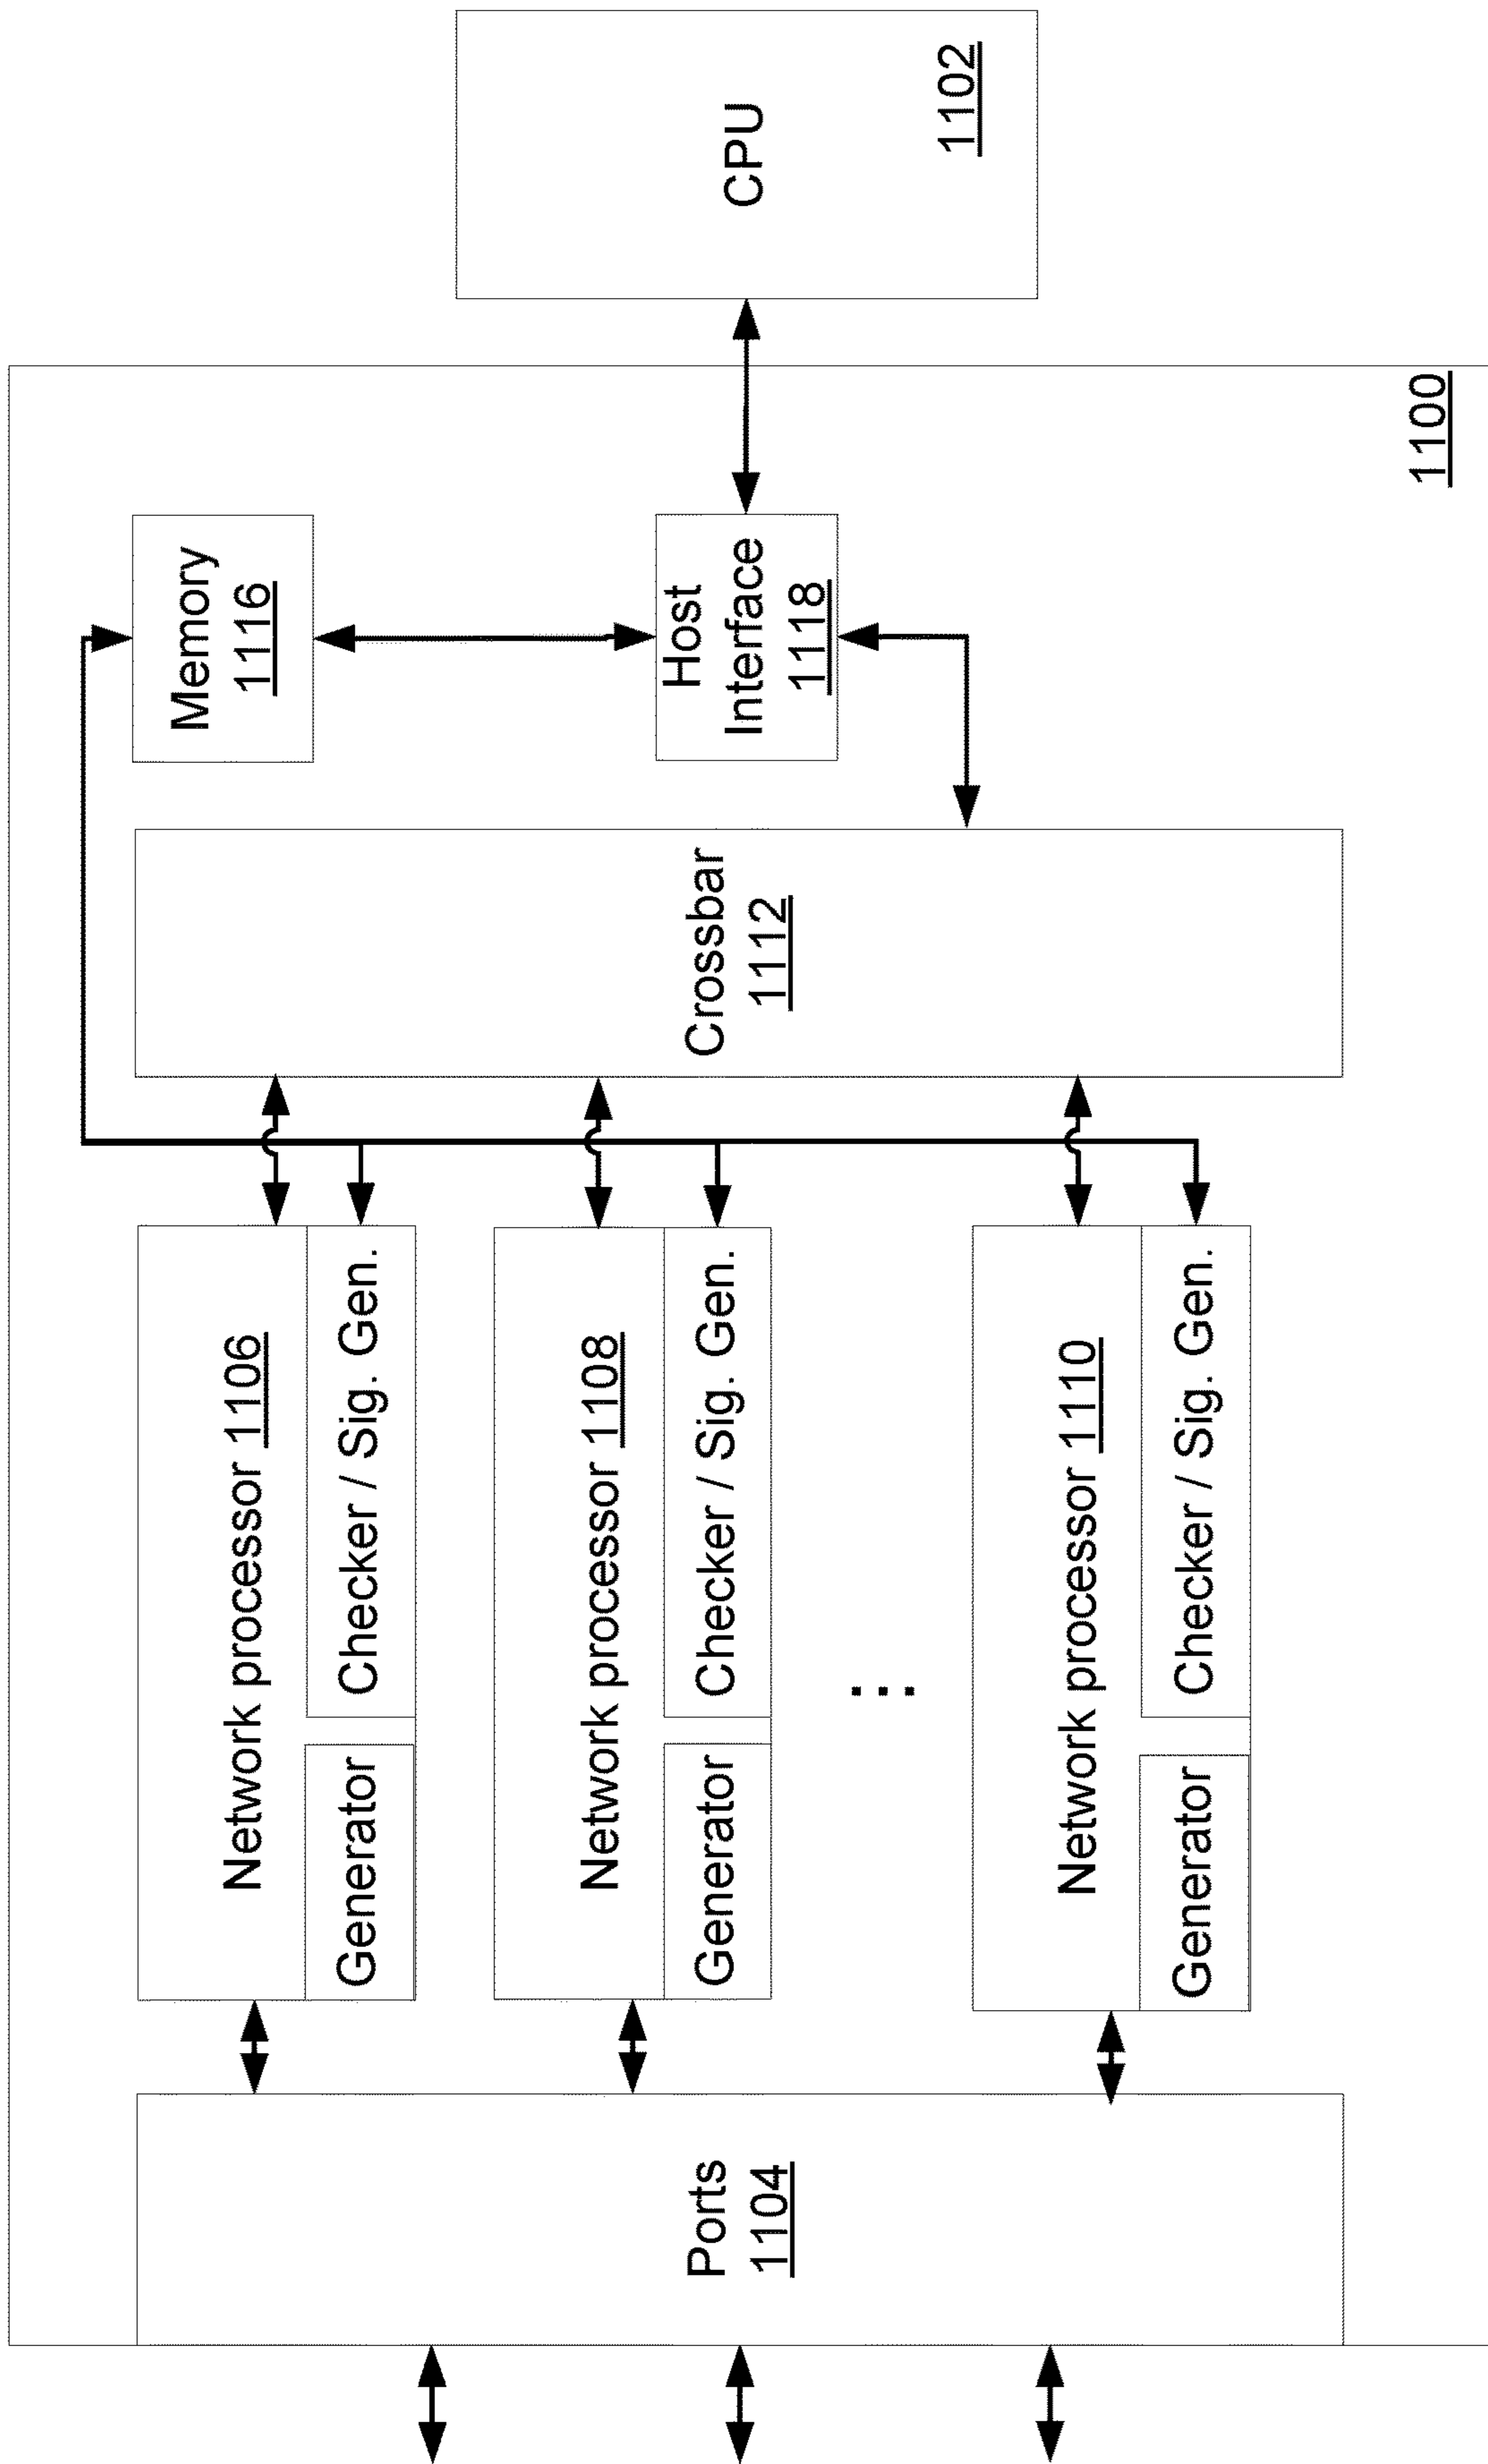 Ports
1104
Network processor 1106
Generator
Checker / Sig. Gen.
Network processor 1108
Generator
Checker / Sig. Gen.
...
Network processor 1110
Generator
Checker / Sig. Gen.
Crossbar
1112
Memory
1116
Host
Interface
1118
1100
CPU
1102